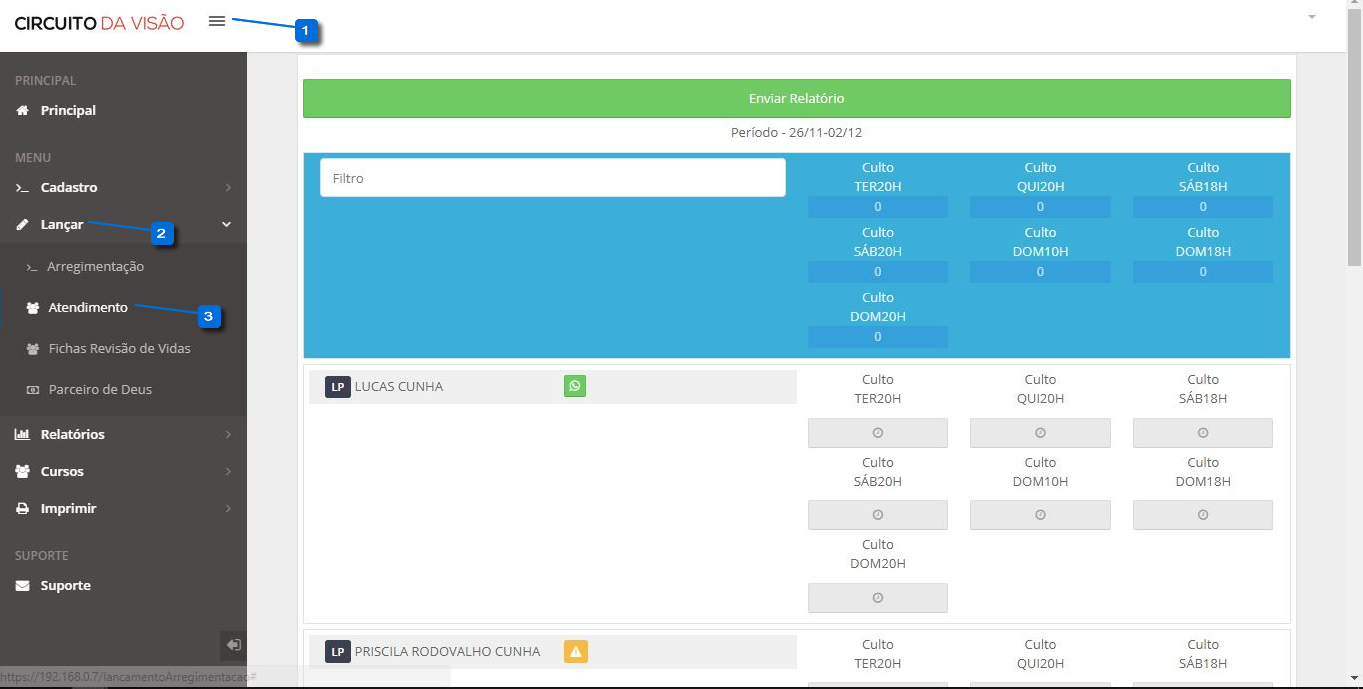 CIRCUITO DA VISÃO
1
PRINCIPAL
Principal
MENU
Cadastro
Lançar
2
Arregimentação
Atendimento
3
Fichas Revisão de Vidas
Parceiro de Deus
Relatórios
Cursos
Imprimir
SUPORTE
Suporte
https://192.168.0.7/lancamentoArregimentacao#
Enviar Relatório
Período - 26/11-02/12
Filtro
Culto Culto Culto
TER20H QUI20H SÁB18H
0 0 0
Culto Culto Culto
SÁB20H DOM10H DOM18H
0 0 0
Culto
DOM20H
0
LP LUCAS CUNHA
Culto Culto Culto
TER20H QUI20H SÁB18H
Culto Culto Culto
SÁB20H DOM10H DOM18H
Culto
DOM20H
LP PRISCILA RODOVALHO CUNHA
Culto Culto Culto
TER20H QUI20H SÁB18H